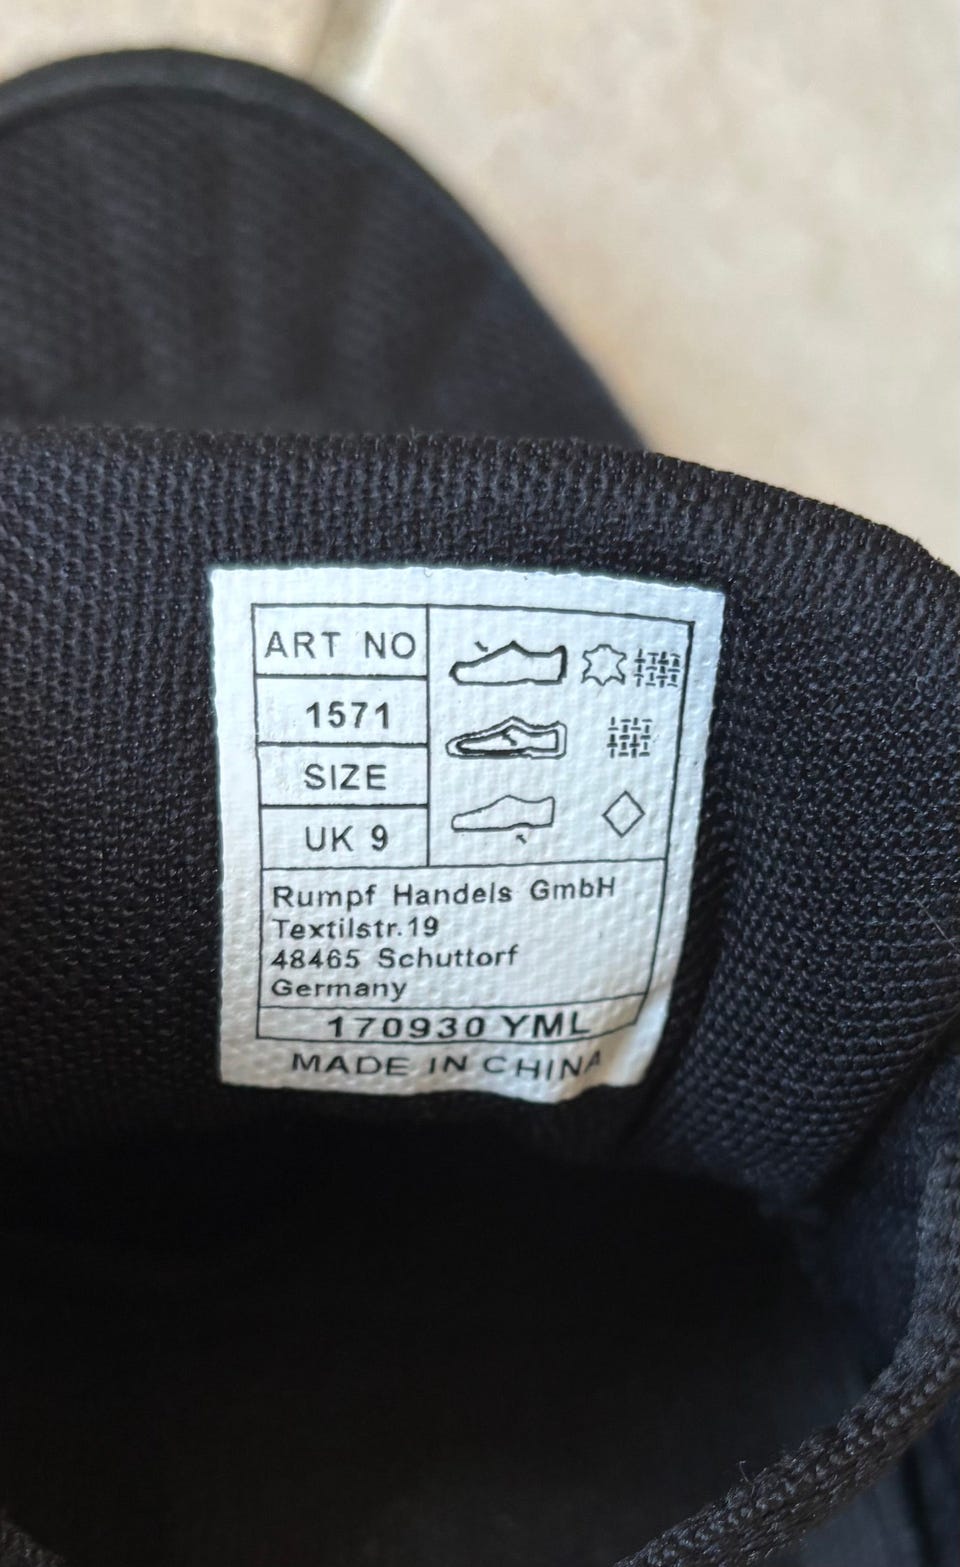 ART NO
1571
SIZE
UK 9
Rumpf Handels GmbH
Textilstr.19
48465 Schuttorf
Germany
170930 YML
MADE IN CHINA